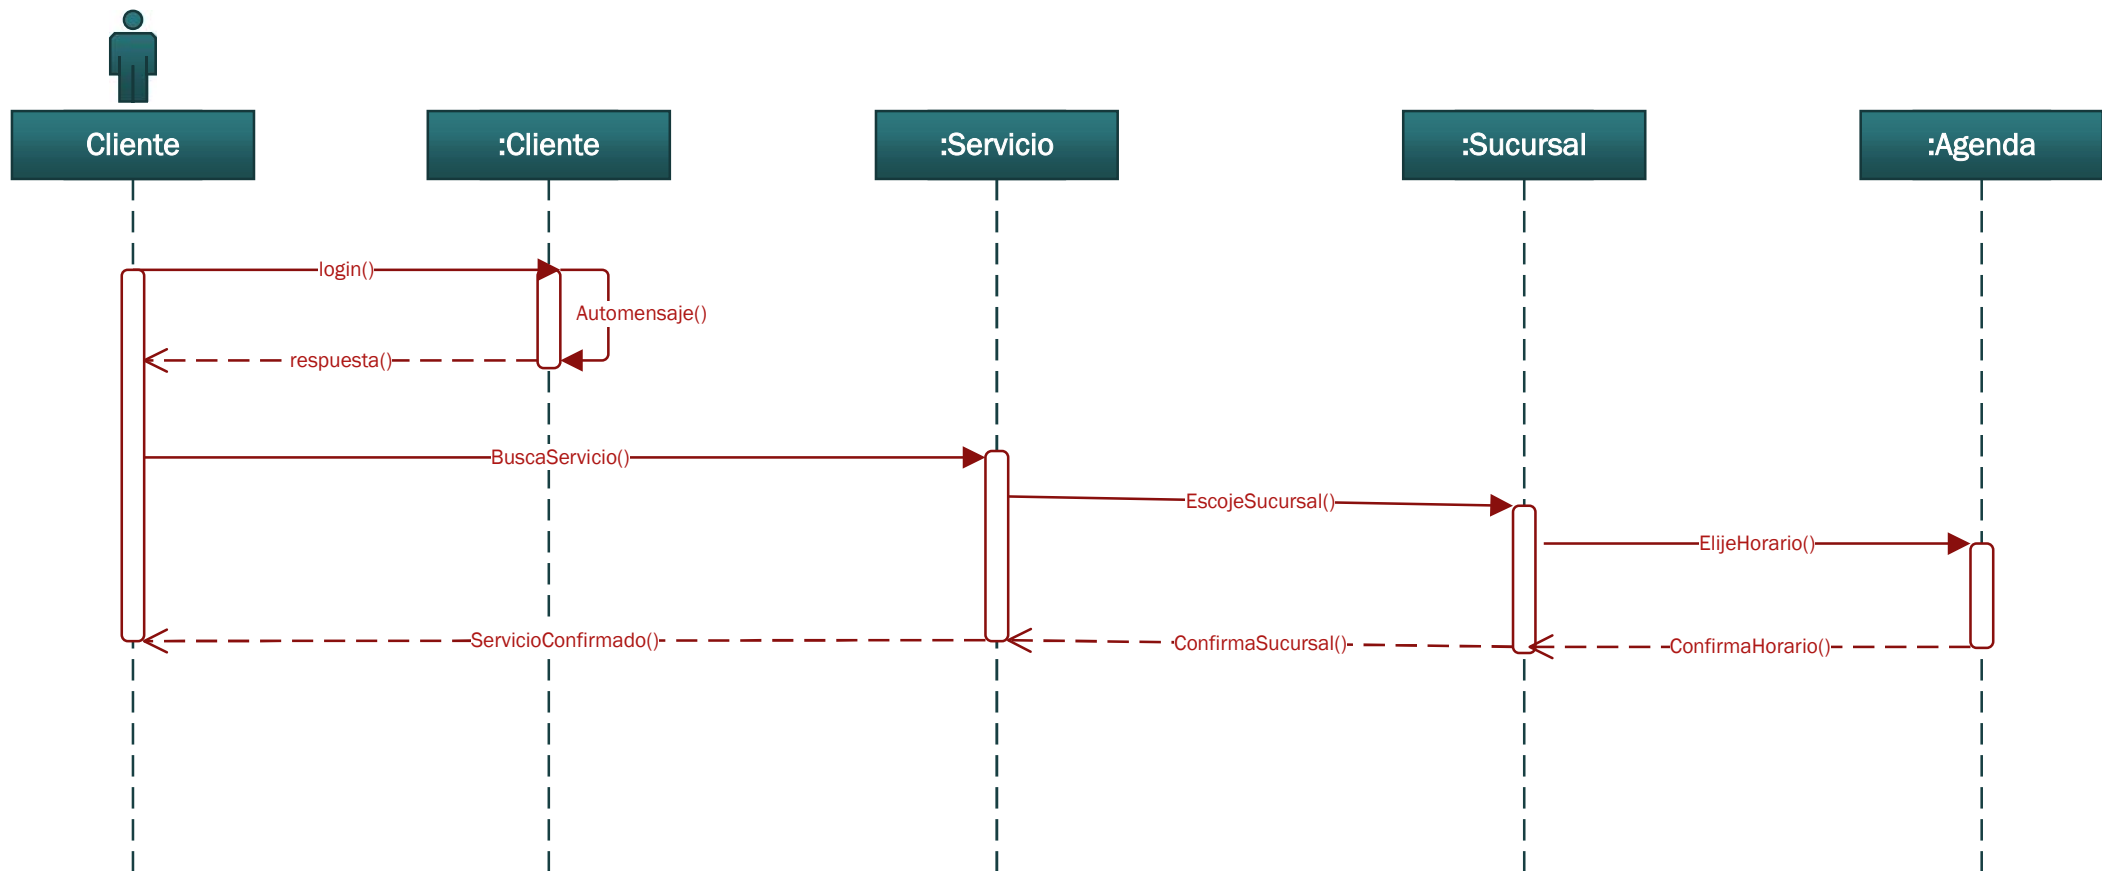 Cliente
:Cliente
:Servicio
:Sucursal
:Agenda
login()
Automensaje()
respuesta()
BuscaServicio()
EscojeSucursal()
ElijeHorario()
ServicioConfirmado()
ConfirmaSucursal()
ConfirmaHorario()